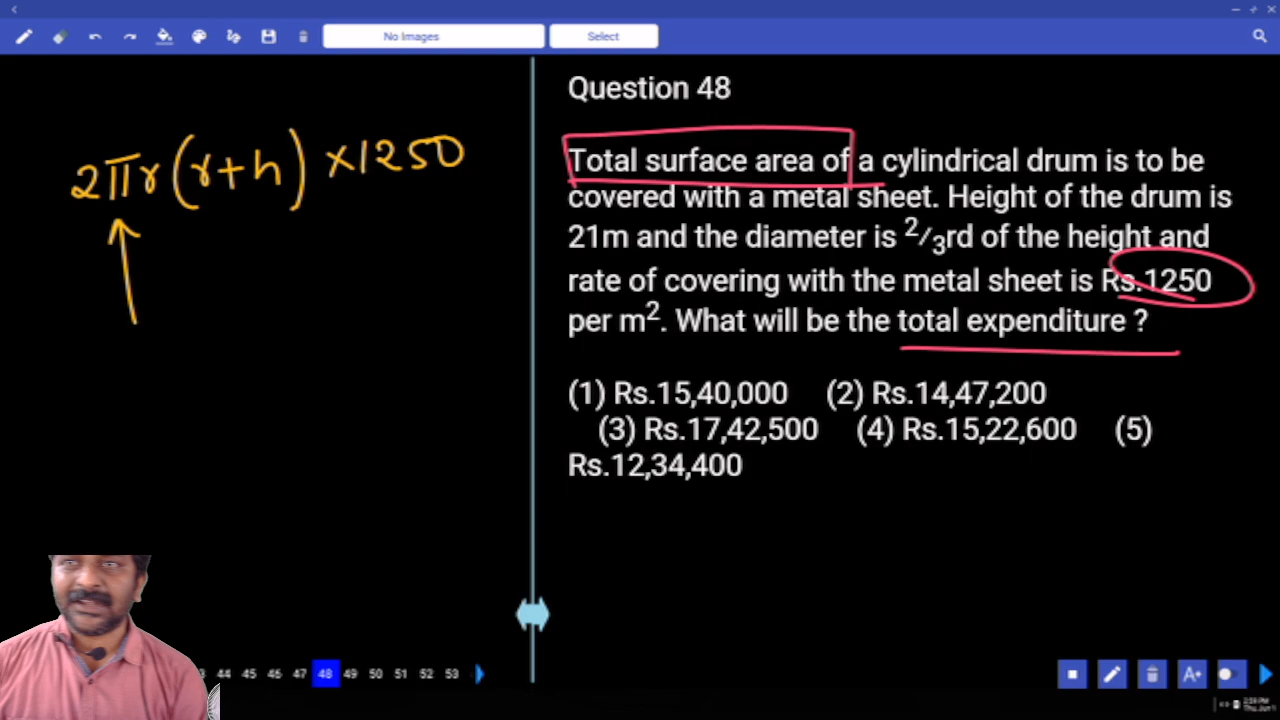 No Images
Select
2πr(r+h) ×1250
Question 48
Total surface area of a cylindrical drum is to be
covered with a metal sheet. Height of the drum is
21m and the diameter is ²⁄₃rd of the height and
rate of covering with the metal sheet is Rs.1250
per m². What will be the total expenditure ?
(1) Rs.15,40,000 (2) Rs.14,47,200
(3) Rs.17,42,500 (4) Rs.15,22,600 (5)
Rs.12,34,400
44 45 46 47 48 49 50 51 52 53
A+